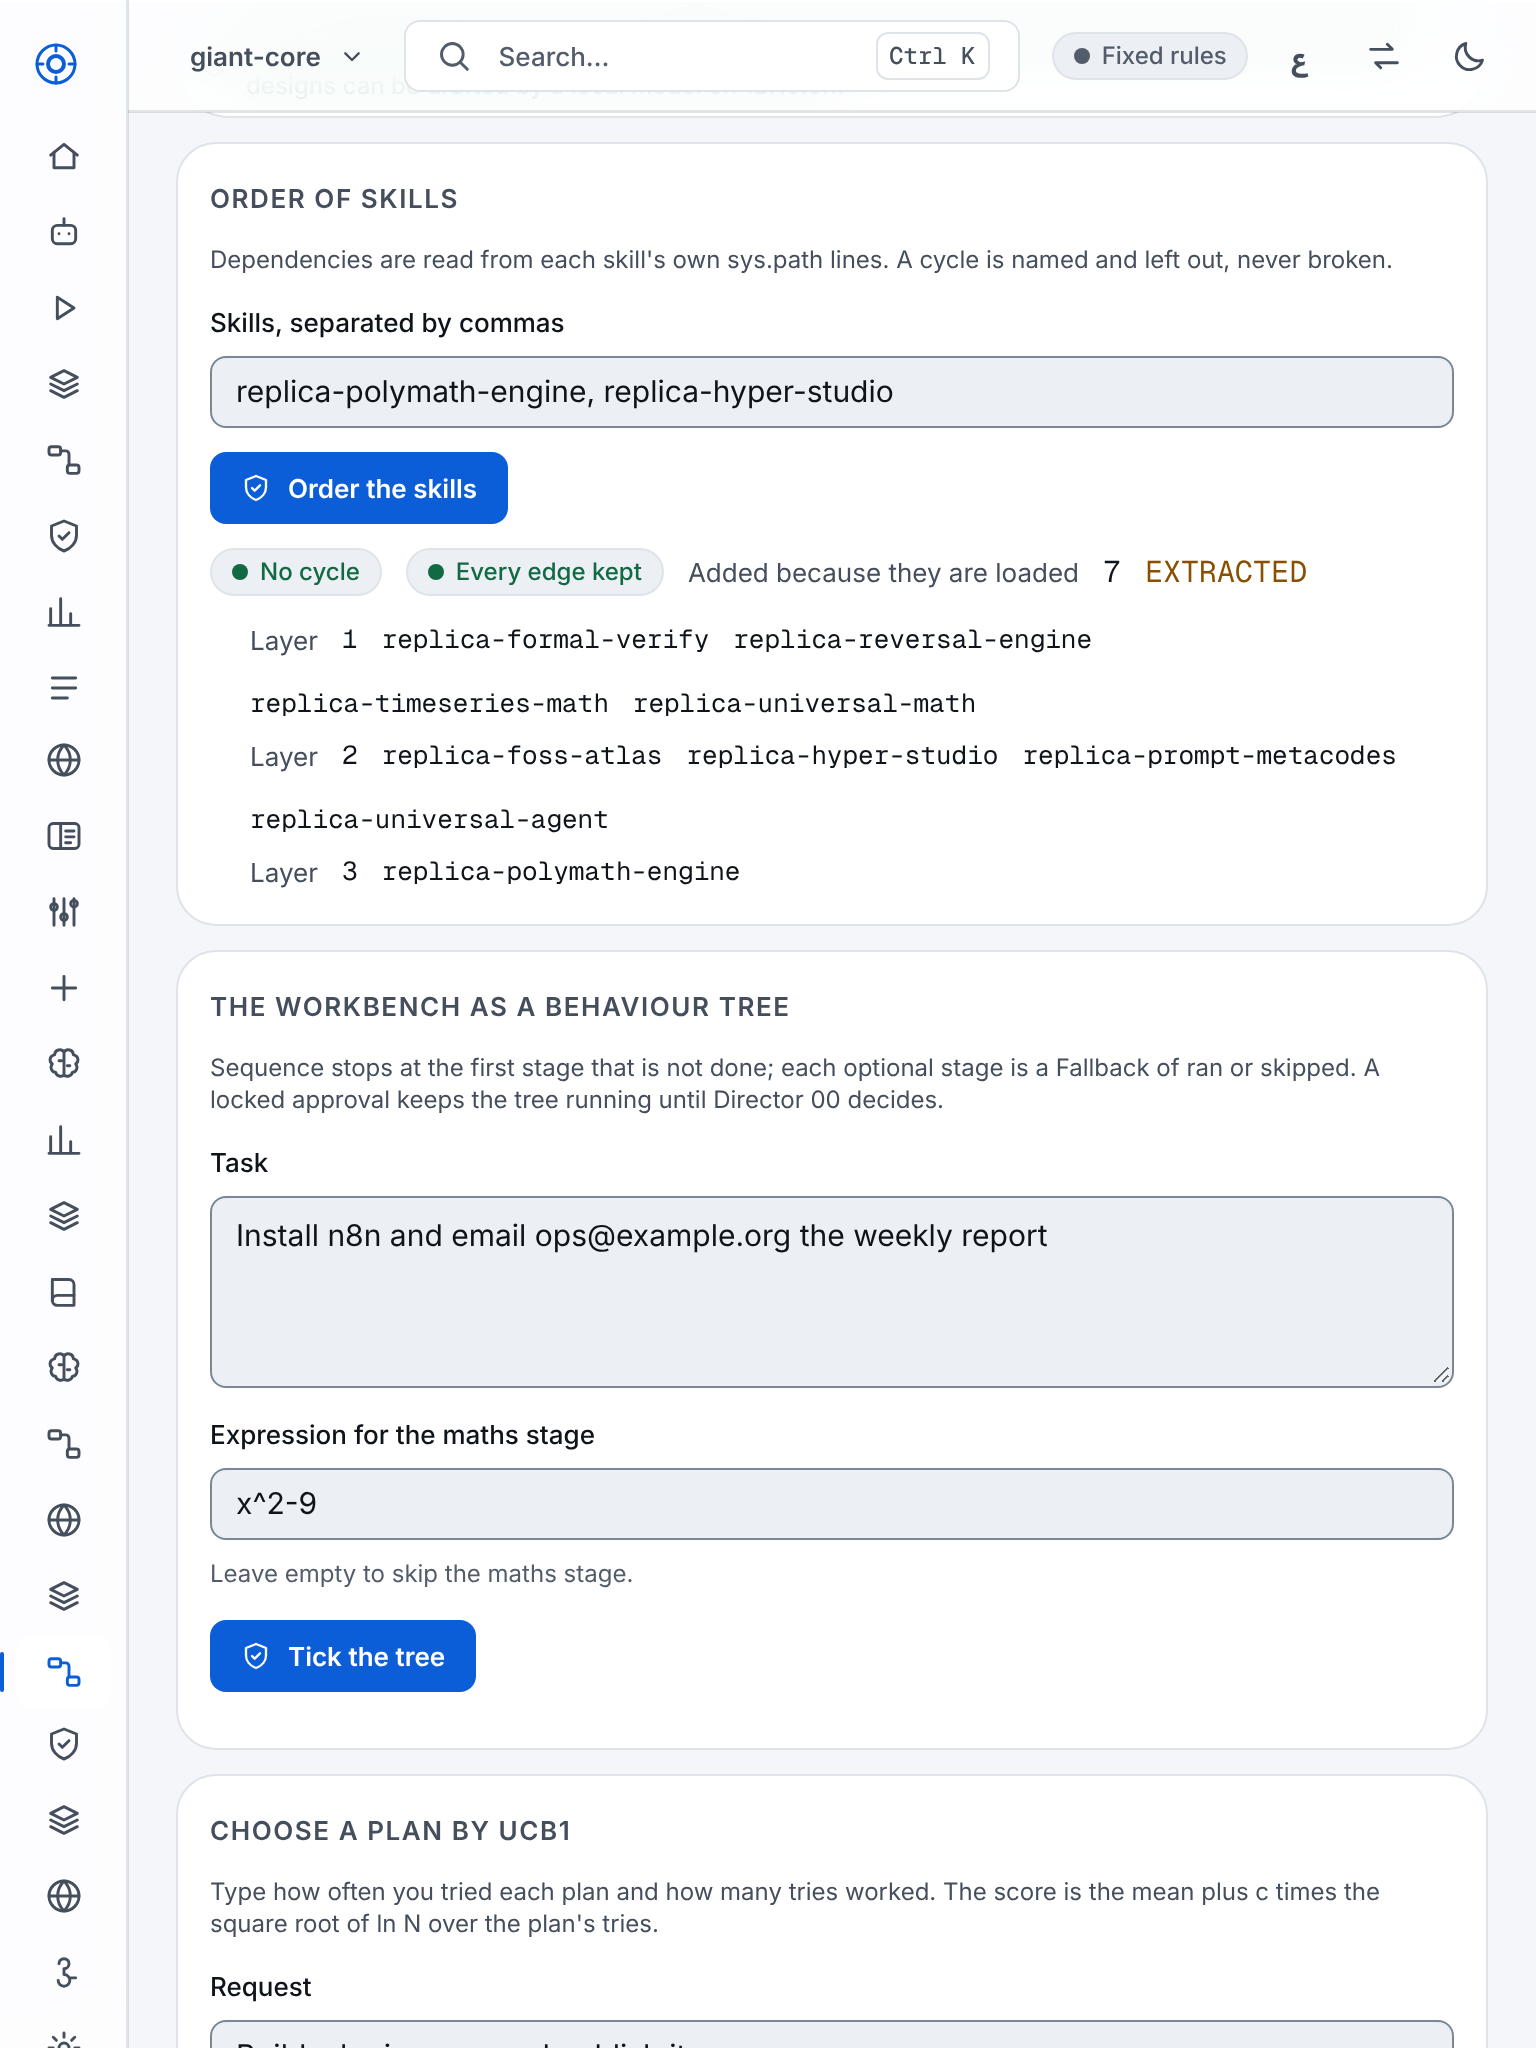 giant-core
Search...
Ctrl K
Fixed rules
ع
ORDER OF SKILLS
Dependencies are read from each skill's own sys.path lines. A cycle is named and left out, never broken.
Skills, separated by commas
replica-polymath-engine, replica-hyper-studio
Order the skills
No cycle
Every edge kept
Added because they are loaded 7 EXTRACTED
Layer 1 replica-formal-verify replica-reversal-engine
replica-timeseries-math replica-universal-math
Layer 2 replica-foss-atlas replica-hyper-studio replica-prompt-metacodes
replica-universal-agent
Layer 3 replica-polymath-engine
THE WORKBENCH AS A BEHAVIOUR TREE
Sequence stops at the first stage that is not done; each optional stage is a Fallback of ran or skipped. A
locked approval keeps the tree running until Director 00 decides.
Task
Install n8n and email ops@example.org the weekly report
Expression for the maths stage
x^2-9
Leave empty to skip the maths stage.
Tick the tree
CHOOSE A PLAN BY UCB1
Type how often you tried each plan and how many tries worked. The score is the mean plus c times the
square root of ln N over the plan's tries.
Request